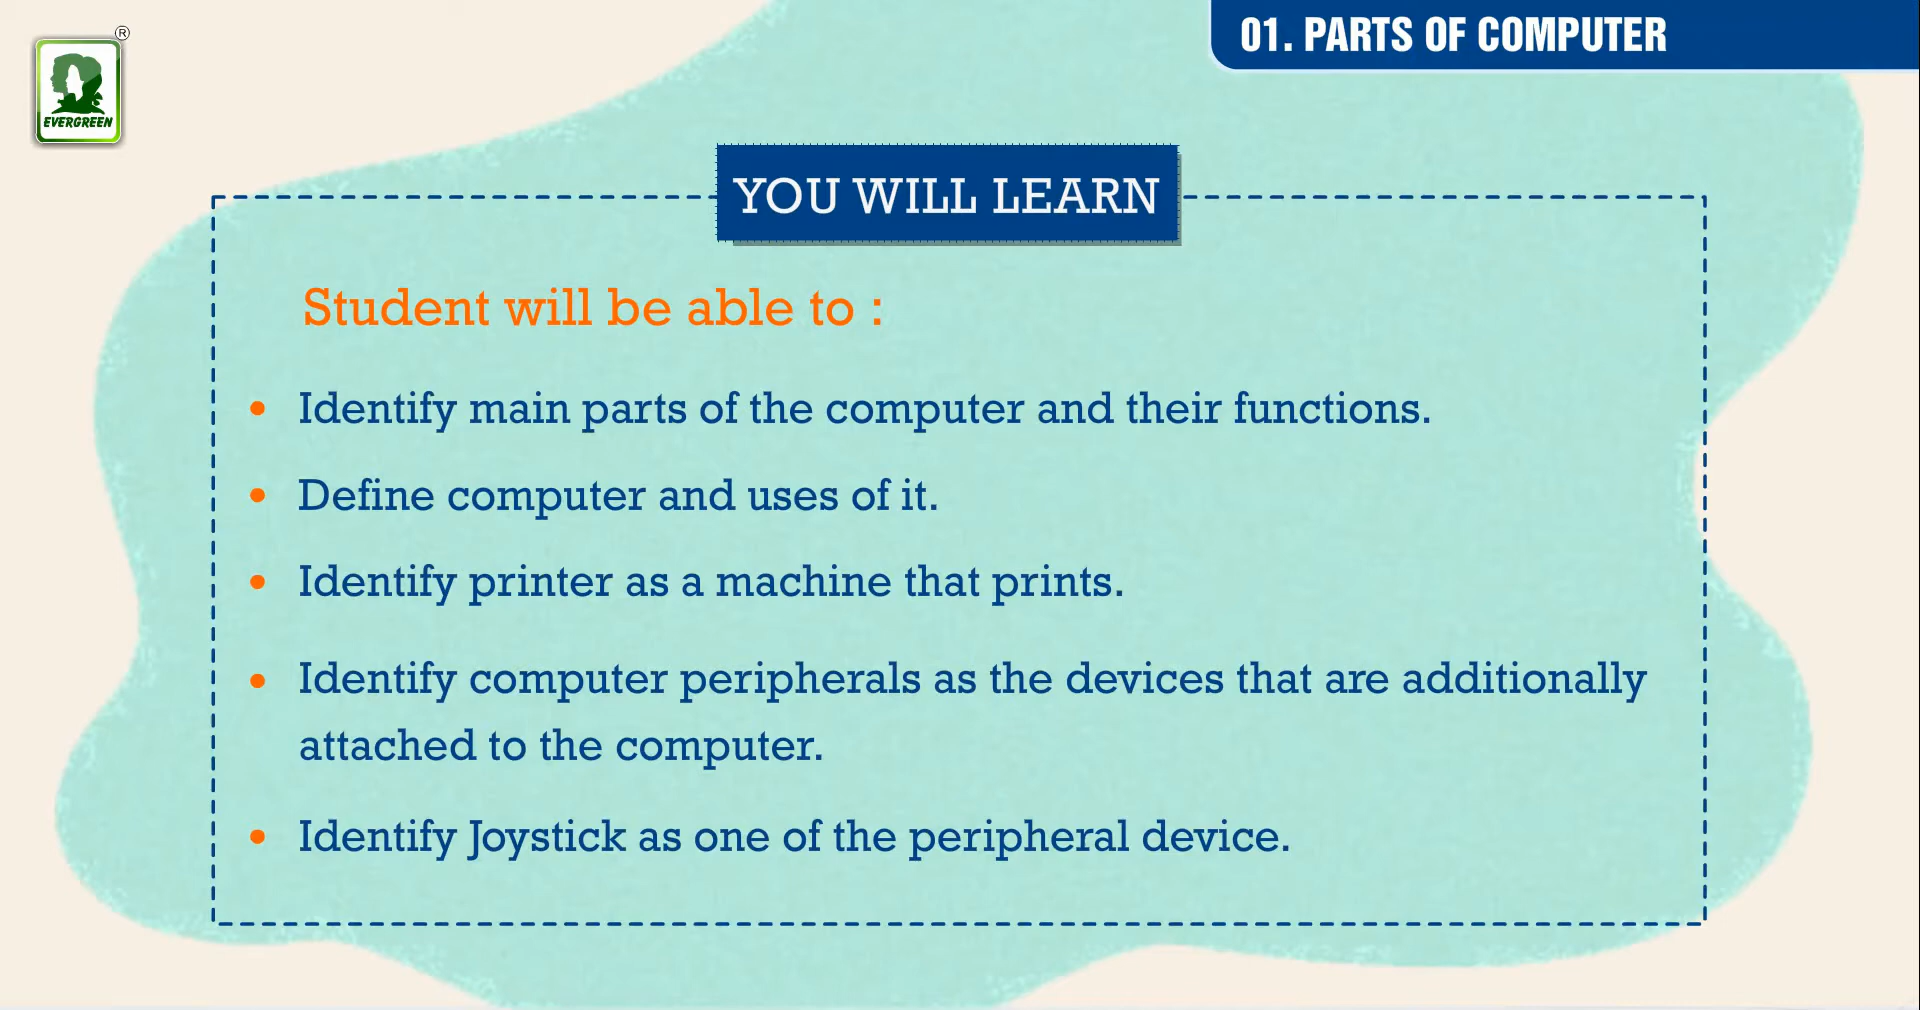 ®
EVERGREEN
01. PARTS OF COMPUTER
YOU WILL LEARN
Student will be able to :
• Identify main parts of the computer and their functions.
• Define computer and uses of it.
• Identify printer as a machine that prints.
• Identify computer peripherals as the devices that are additionally
attached to the computer.
• Identify Joystick as one of the peripheral device.